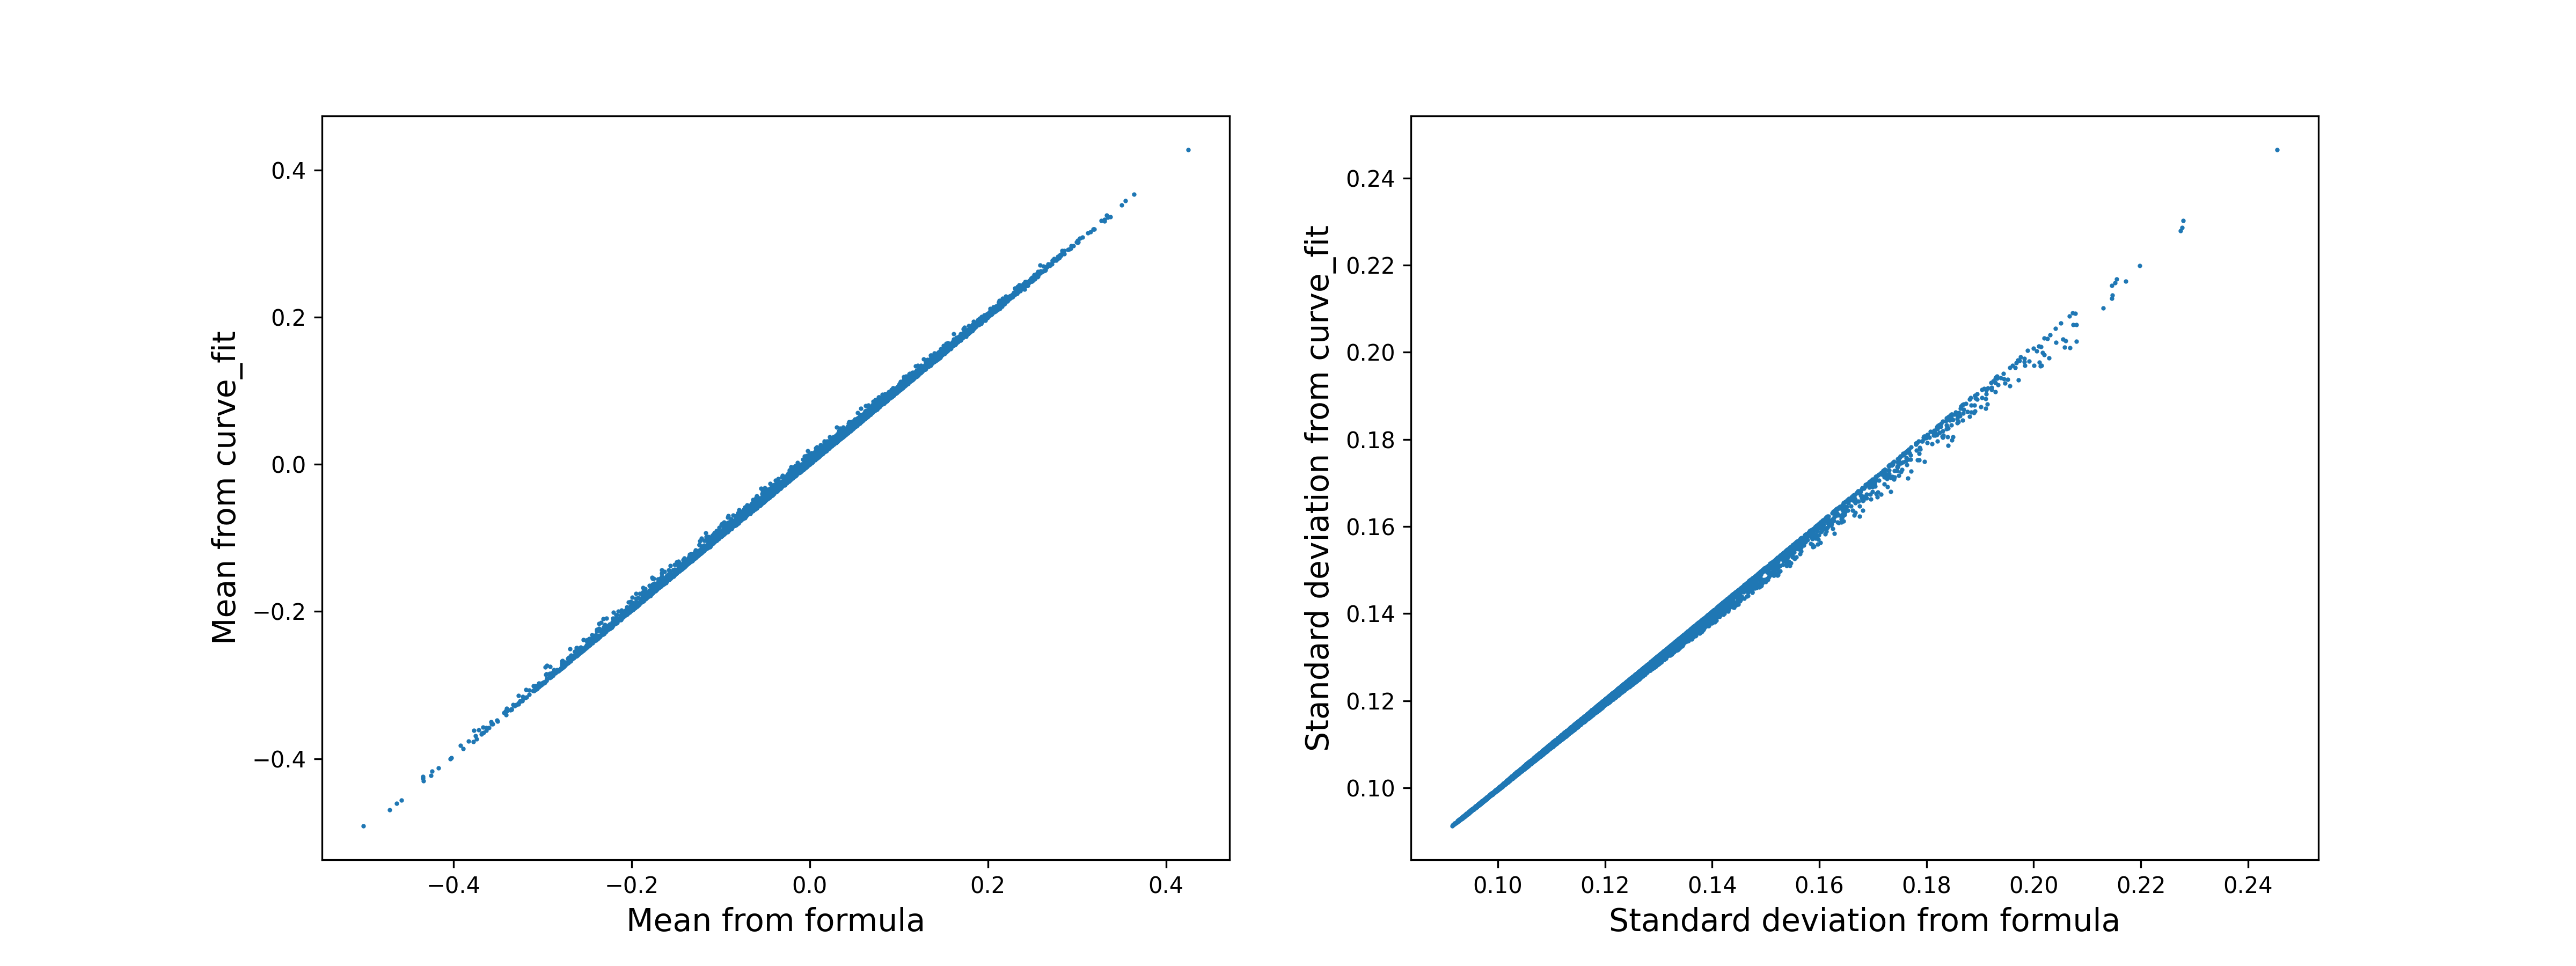 0.4
0.2
0.0
−0.2
−0.4
Mean from curve_fit
−0.4 −0.2 0.0 0.2 0.4
Mean from formula
0.24
0.22
0.20
0.18
0.16
0.14
0.12
0.10
Standard deviation from curve_fit
0.10 0.12 0.14 0.16 0.18 0.20 0.22 0.24
Standard deviation from formula